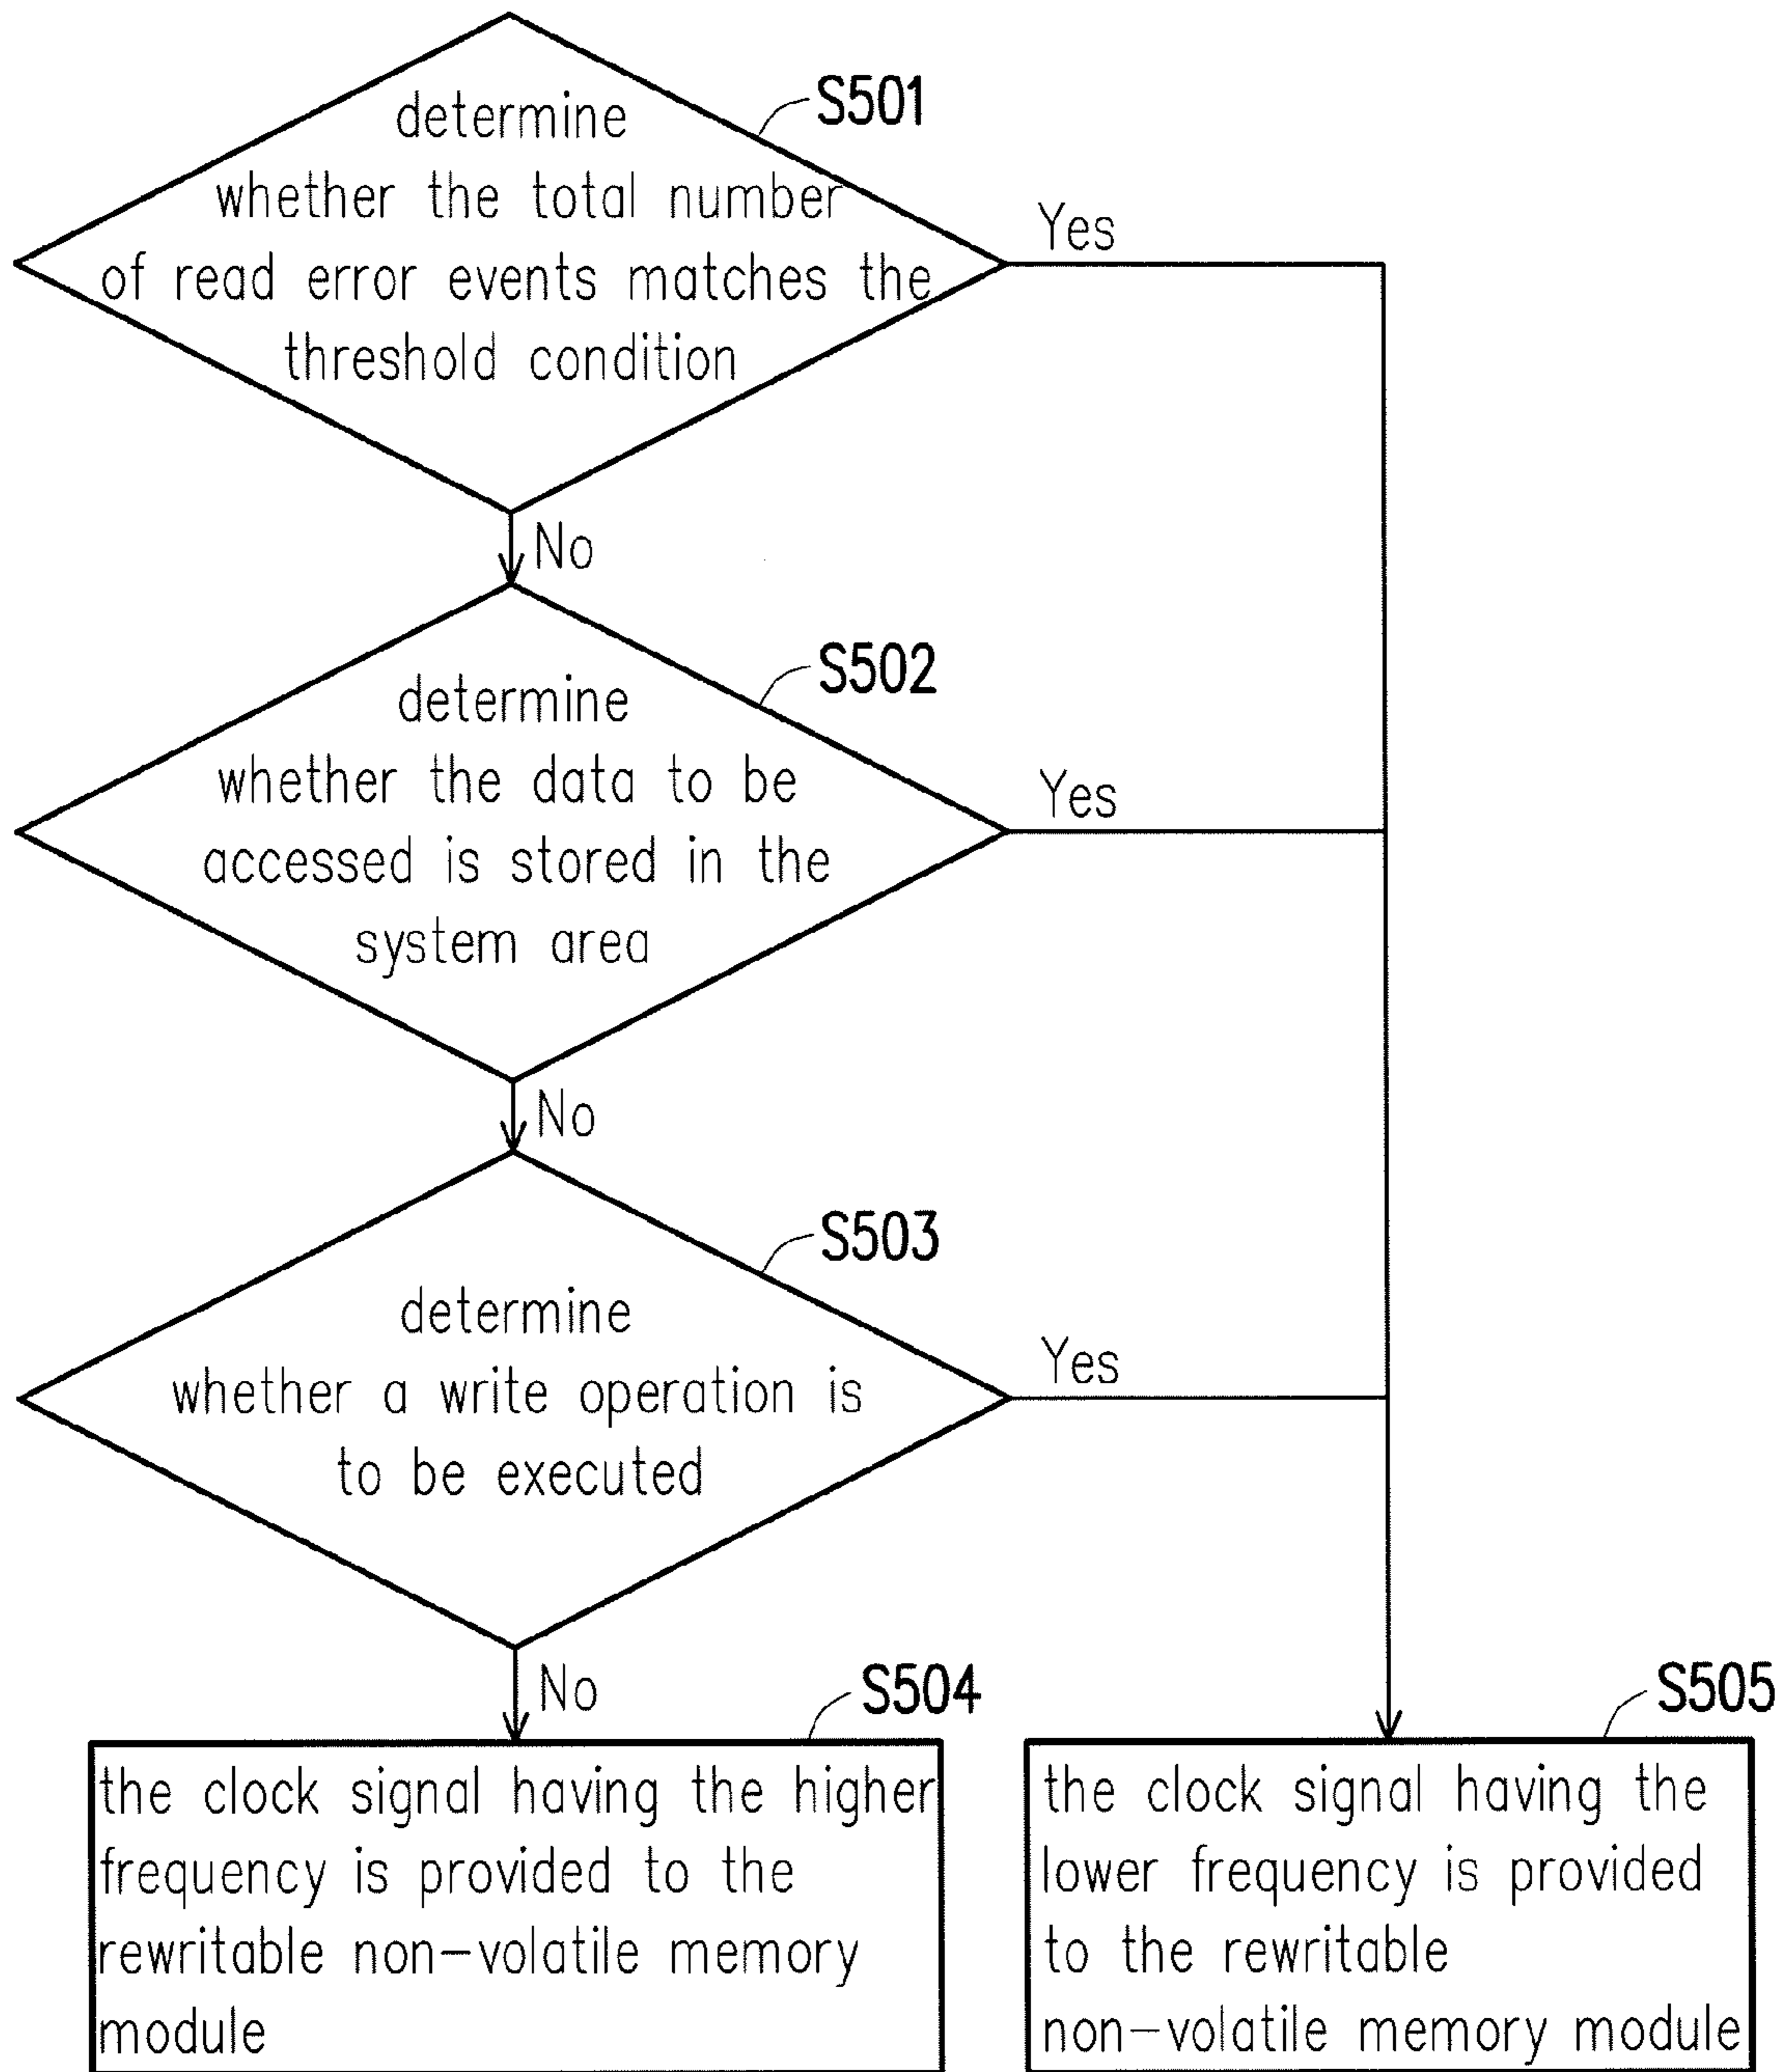 S501
determine
whether the total number
of read error events matches the
threshold condition
Yes
No
S502
determine
whether the data to be
accessed is stored in the
system area
Yes
No
S503
determine
whether a write operation is
to be executed
Yes
No
S504
the clock signal having the higher
frequency is provided to the
rewritable non-volatile memory
module
S505
the clock signal having the
lower frequency is provided
to the rewritable
non-volatile memory module